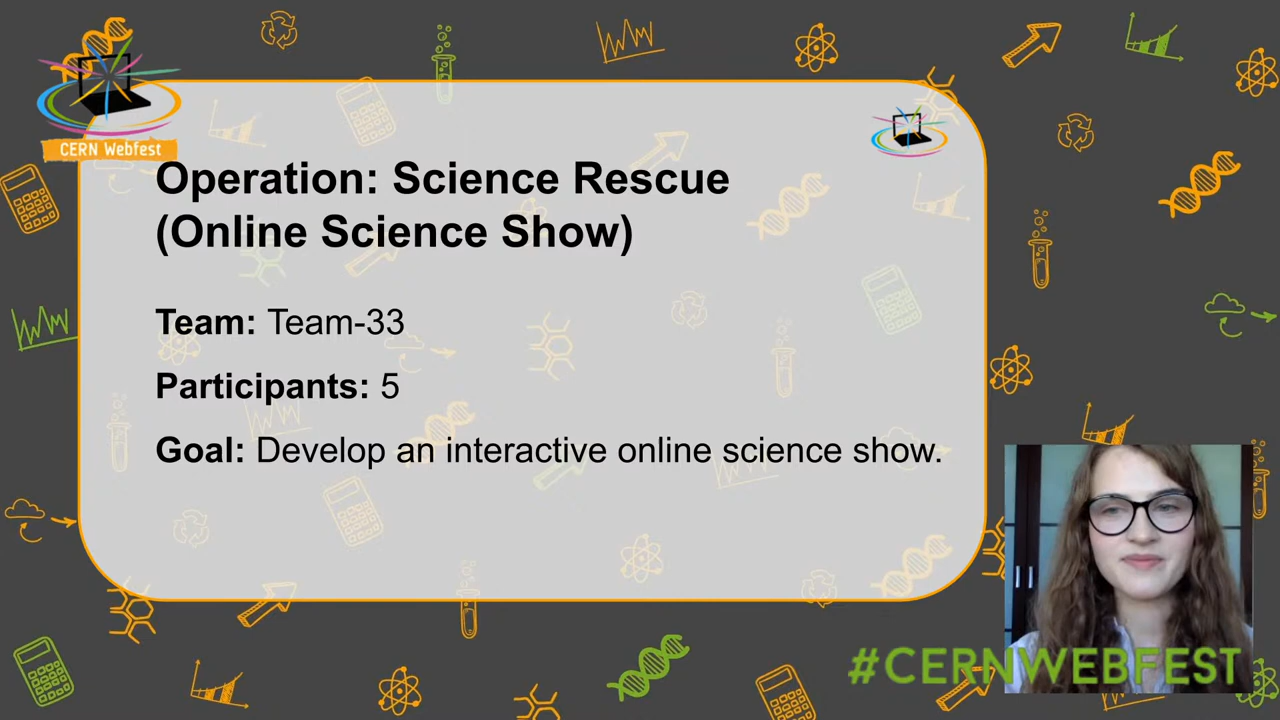 CERN Webfest
Operation: Science Rescue
(Online Science Show)
Team: Team-33
Participants: 5
Goal: Develop an interactive online science show.
#CERNWEBFEST